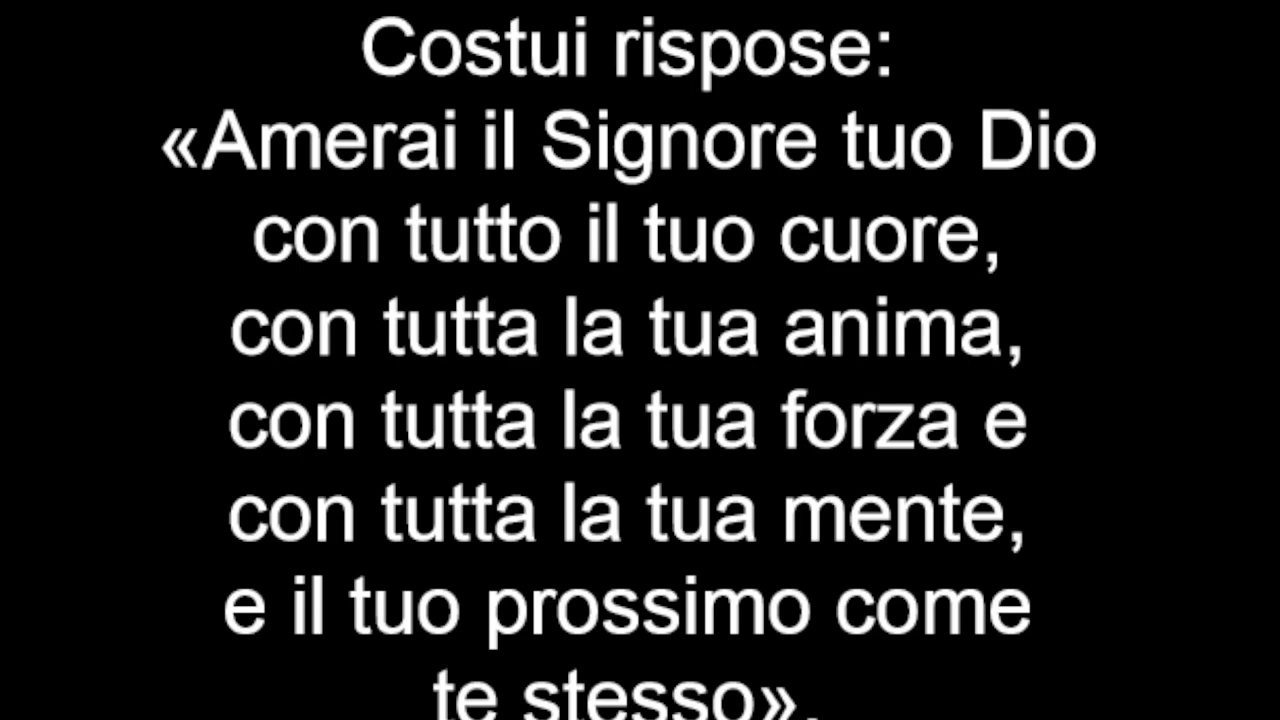 Costui rispose:
«Amerai il Signore tuo Dio
con tutto il tuo cuore,
con tutta la tua anima,
con tutta la tua forza e
con tutta la tua mente,
e il tuo prossimo come
te stesso».